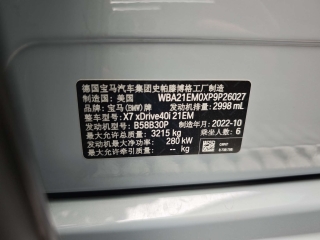 德国宝马汽车集团史帕滕博格工厂制造
制造国: 美国 WBA21EM0XP9P26027
品牌: 宝马(BMW)牌 发动机排量: 2998 mL
整车型号: X7 xDrive40i 21EM
发动机型号: B58B30P 制造年月: 2022-10
最大允许总质量: 3215 kg 乘坐人数: 6
发动机最大净功率: 280 kW
最大允许牵引质量: -- kg